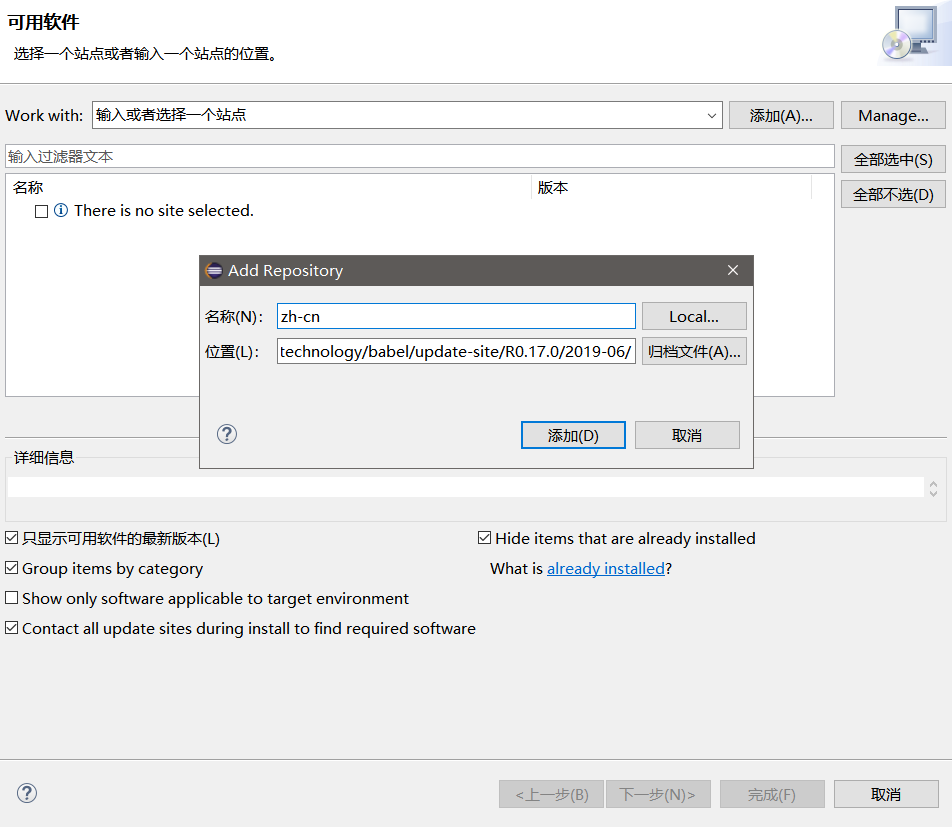 可用软件
选择一个站点或者输入一个站点的位置。
Work with: 输入或者选择一个站点 添加(A)... Manage...
输入过滤器文本 全部选中(S)
名称 版本 全部不选(D)
There is no site selected.
Add Repository
名称(N): zh-cn Local...
位置(L): technology/babel/update-site/R0.17.0/2019-06/ 归档文件(A)...
添加(D) 取消
详细信息
只显示可用软件的最新版本(L) Hide items that are already installed
Group items by category What is already installed?
Show only software applicable to target environment
Contact all update sites during install to find required software
<上一步(B) 下一步(N)> 完成(F) 取消